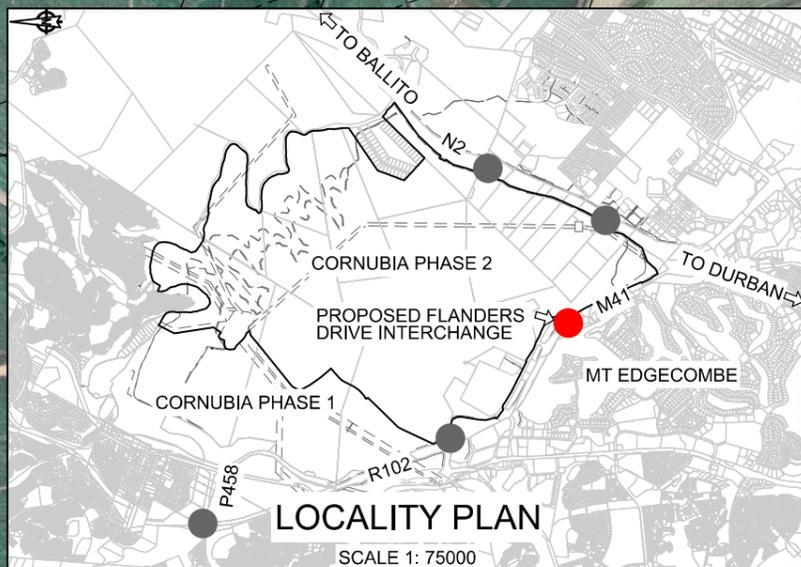 TO BALLITO
N2
CORNUBIA PHASE 2
TO DURBAN
M41
PROPOSED FLANDERS
DRIVE INTERCHANGE
MT EDGECOMBE
CORNUBIA PHASE 1
R102
P458
LOCALITY PLAN
SCALE 1: 75000